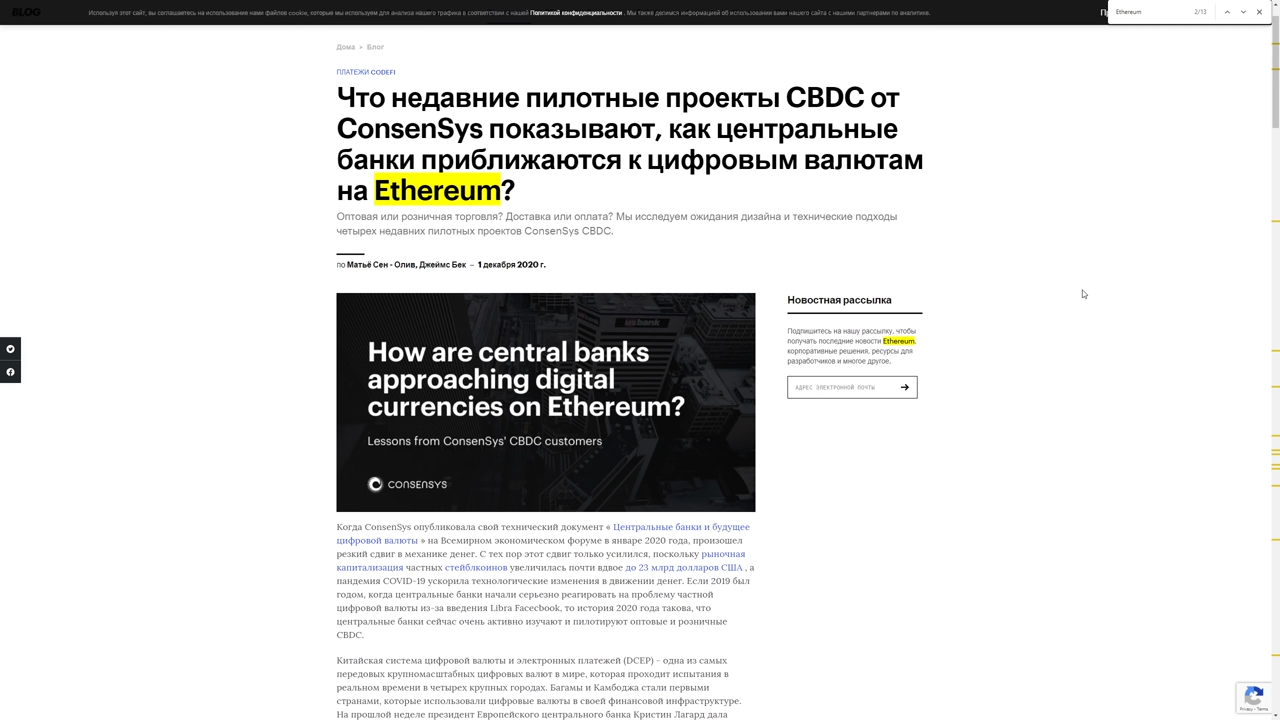 BLOG
Используя этот сайт, вы соглашаетесь на использование нами файлов cookie, которые мы используем для анализа нашего трафика в соответствии с нашей Политикой конфиденциальности . Мы также делимся информацией об использовании вами нашего сайта с нашими партнерами по аналитике.
Ethereum 2/13
Дома > Блог
ПЛАТЕЖИ CODEFI
Что недавние пилотные проекты CBDC от
ConsenSys показывают, как центральные
банки приближаются к цифровым валютам
на Ethereum?
Оптовая или розничная торговля? Доставка или оплата? Мы исследуем ожидания дизайна и технические подходы
четырех недавних пилотных проектов ConsenSys CBDC.
по Матьё Сен - Олив, Джеймс Бек – 1 декабря 2020 г.
usbank
How are central banks
approaching digital
currencies on Ethereum?
Lessons from ConsenSys' CBDC customers
CONSENSYS
Новостная рассылка
Подпишитесь на нашу рассылку, чтобы
получать последние новости Ethereum,
корпоративные решения, ресурсы для
разработчиков и многое другое.
АДРЕС ЭЛЕКТРОННОЙ ПОЧТЫ
Когда ConsenSys опубликовала свой технический документ « Центральные банки и будущее
цифровой валюты » на Всемирном экономическом форуме в январе 2020 года, произошел
резкий сдвиг в механике денег. С тех пор этот сдвиг только усилился, поскольку рыночная
капитализация частных стейблкоинов увеличилась почти вдвое до 23 млрд долларов США , а
пандемия COVID-19 ускорила технологические изменения в движении денег. Если 2019 был
годом, когда центральные банки начали серьезно реагировать на проблему частной
цифровой валюты из-за введения Libra Facecbook, то история 2020 года такова, что
центральные банки сейчас очень активно изучают и пилотируют оптовые и розничные
CBDC.
Китайская система цифровой валюты и электронных платежей (DCEP) - одна из самых
передовых крупномасштабных цифровых валют в мире, которая проходит испытания в
реальном времени в четырех крупных городах. Багамы и Камбоджа стали первыми
странами, которые использовали цифровые валюты в своей финансовой инфраструктуре.
На прошлой неделе президент Европейского центрального банка Кристин Лагард дала
Privacy - Terms